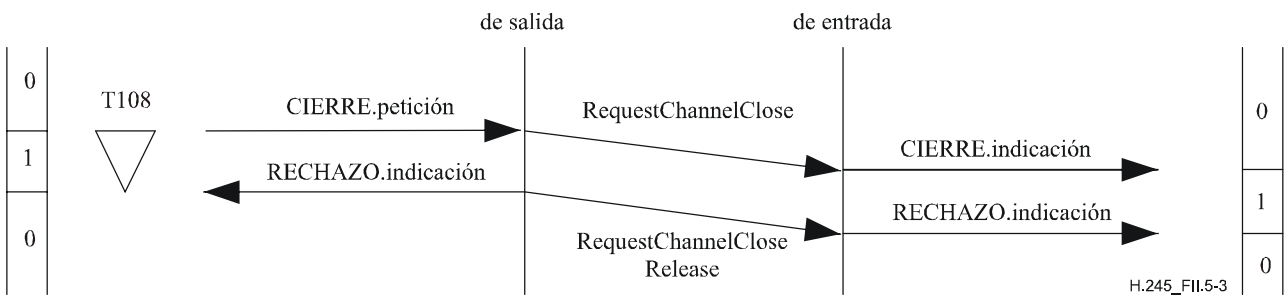 de salida
de entrada
0
T108
CIERRE.petición
RequestChannelClose
0
1
CIERRE.indicación
RECHAZO.indicación
1
RECHAZO.indicación
0
RequestChannelClose
Release
0
H.245_FII.5-3